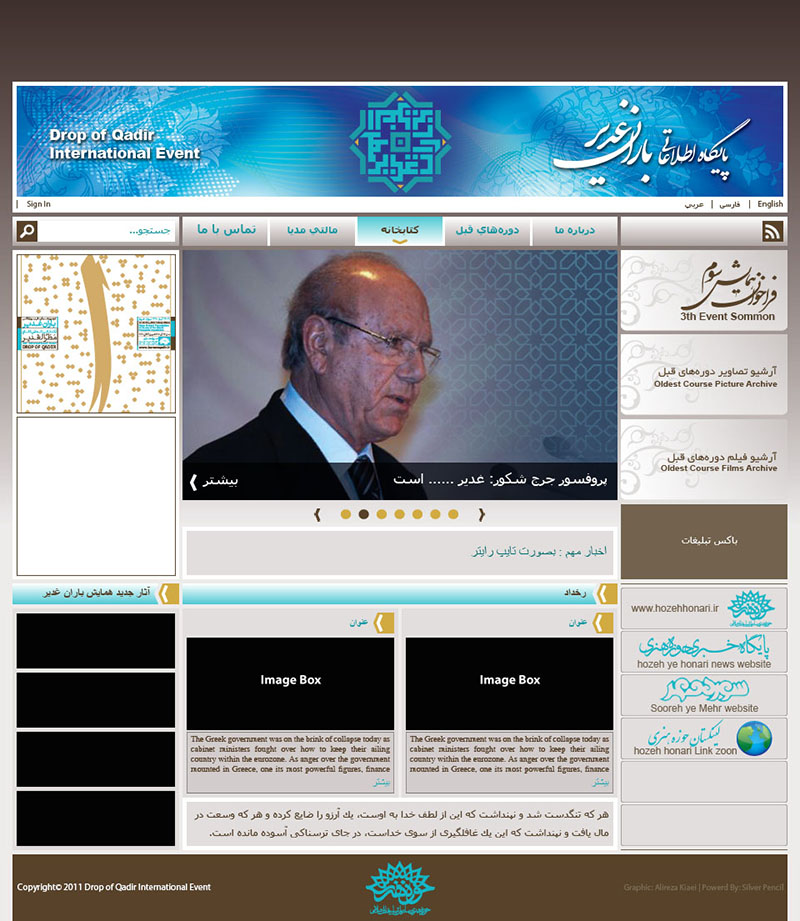 Drop of Qadir
International Event
پایگاه اطلاعاتی باران غدیر
Sign In
عربي | فارسی | English
جستجو...
تماس با ما
مالتی مدیا
کتابخانه
دوره‌های قبل
درباره ما
فراخوان همایش سوم
3th Event Sommon
آرشیو تصاویر دوره‌های قبل
Oldest Course Picture Archive
آرشیو فیلم دوره‌های قبل
Oldest Course Films Archive
باکس تبلیغات
باران غدیر
DROP OF QADEER
پروفسور جرج شکور: غدیر ...... است
بیشتر
اخبار مهم : بصورت تایپ رایتر
آثار جدید همایش باران غدیر
رخداد
عنوان
عنوان
Image Box
Image Box
The Greek government was on the brink of collapse today as
cabinet ministers fought over how to keep their ailing
country within the eurozone. As anger over the government
mounted in Greece, one its most powerful figures, finance
بیشتر
The Greek government was on the brink of collapse today as
cabinet ministers fought over how to keep their ailing
country within the eurozone. As anger over the government
mounted in Greece, one its most powerful figures, finance
بیشتر
هر که تنگدست شد و نپنداشت که این از لطف خدا به اوست، یك آرزو را ضایع کرده و هر که وسعت در
مال یافت و نپنداشت که این یك غافلگیری از سوی خداست، در جای ترسناکی آسوده مانده است.
www.hozehhonari.ir
پایگاه خبری حوزه هنری
hozeh ye honari news website
Sooreh ye Mehr website
لینکستان حوزه هنری
hozeh honari Link zoon
Copyright© 2011 Drop of Qadir International Event
Graphic: Alireza Kiaei | Powerd By: Silver Pencil